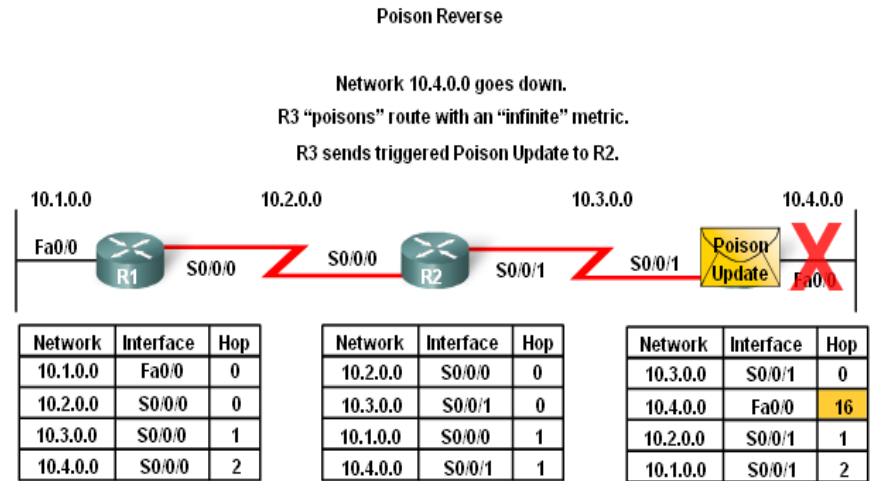 Poison Reverse
Network 10.4.0.0 goes down.
R3 “poisons” route with an “infinite” metric.
R3 sends triggered Poison Update to R2.
10.1.0.0 10.2.0.0 10.3.0.0 10.4.0.0
Fa0/0 R1 S0/0/0 S0/0/0 R2 S0/0/1 S0/0/1 Poison Update Fa0/0
Network Interface Hop
10.1.0.0 Fa0/0 0
10.2.0.0 S0/0/0 0
10.3.0.0 S0/0/0 1
10.4.0.0 S0/0/0 2
Network Interface Hop
10.2.0.0 S0/0/0 0
10.3.0.0 S0/0/1 0
10.1.0.0 S0/0/0 1
10.4.0.0 S0/0/1 1
Network Interface Hop
10.3.0.0 S0/0/1 0
10.4.0.0 Fa0/0 16
10.2.0.0 S0/0/1 1
10.1.0.0 S0/0/1 2